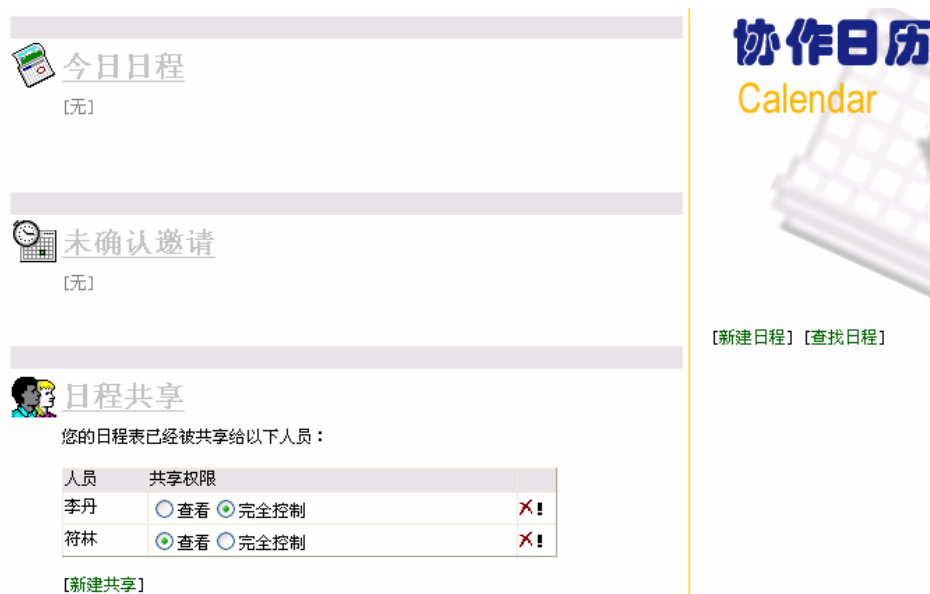 今日日程
[无]
未确认邀请
[无]
日程共享
您的日程表已经被共享给以下人员：
人员 共享权限
李丹 查看 完全控制
符林 查看 完全控制
[新建共享]
协作日历
Calendar
[新建日程] [查找日程]